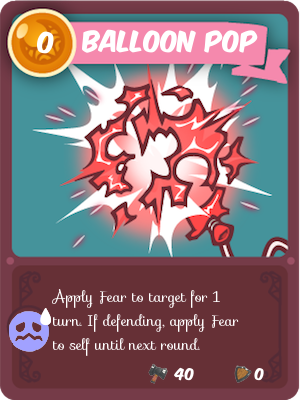 0 BALLOON POP
Apply Fear to target for 1
turn. If defending, apply Fear
to self until next round.
40 0